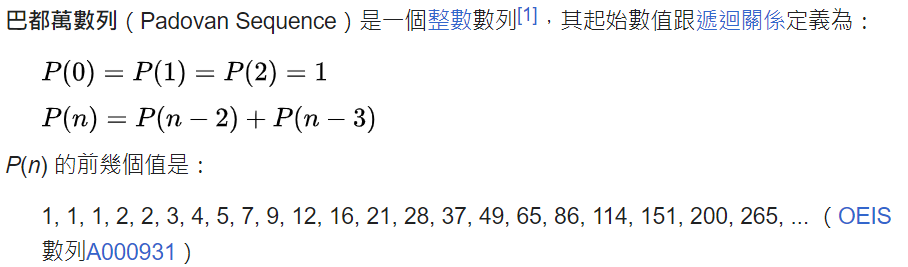 巴都萬數列（Padovan Sequence）是一個整數數列[1]，其起始數值跟遞迴關係定義為：
P(0) = P(1) = P(2) = 1
P(n) = P(n − 2) + P(n − 3)
P(n) 的前幾個值是：
1, 1, 1, 2, 2, 3, 4, 5, 7, 9, 12, 16, 21, 28, 37, 49, 65, 86, 114, 151, 200, 265, ... （OEIS
數列A000931）